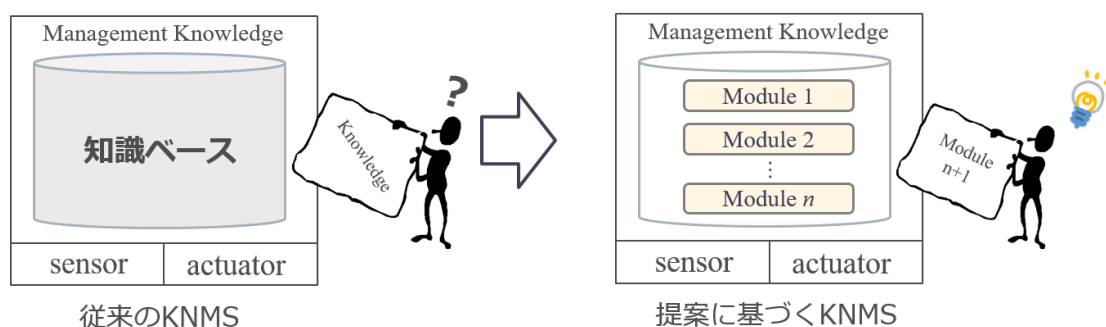 Management Knowledge
知識ベース
Knowledge
?
sensor
actuator
従来のKNMS
Management Knowledge
Module 1
Module 2
⋮
Module n
Module
n+1
sensor
actuator
提案に基づくKNMS